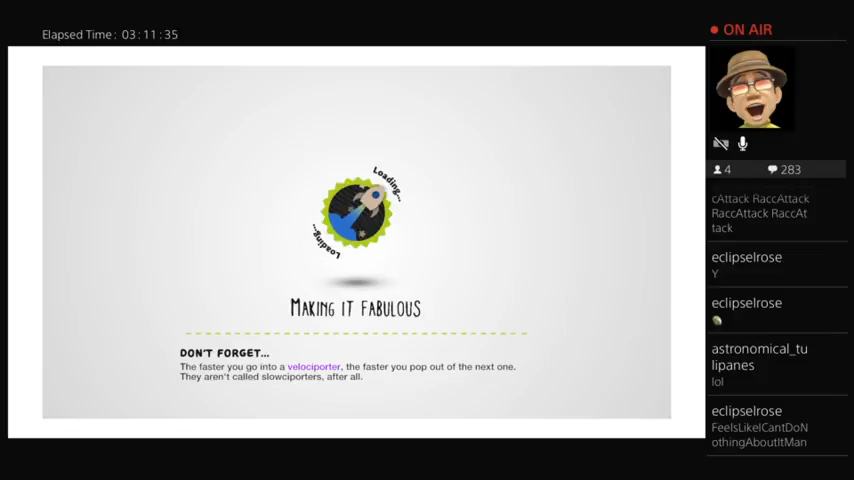 Elapsed Time: 03:11:35
ON AIR
Loading...
Loading...
MAKING IT FABULOUS
DON'T FORGET...
The faster you go into a velociporter, the faster you pop out of the next one.
They aren't called slowciporters, after all.
4 283
cAttack RaccAttack
RaccAttack RaccAt
tack
eclipselrose
Y
eclipselrose
astronomical_tu
lipanes
lol
eclipselrose
FeelsLikeICantDoN
othingAboutItMan